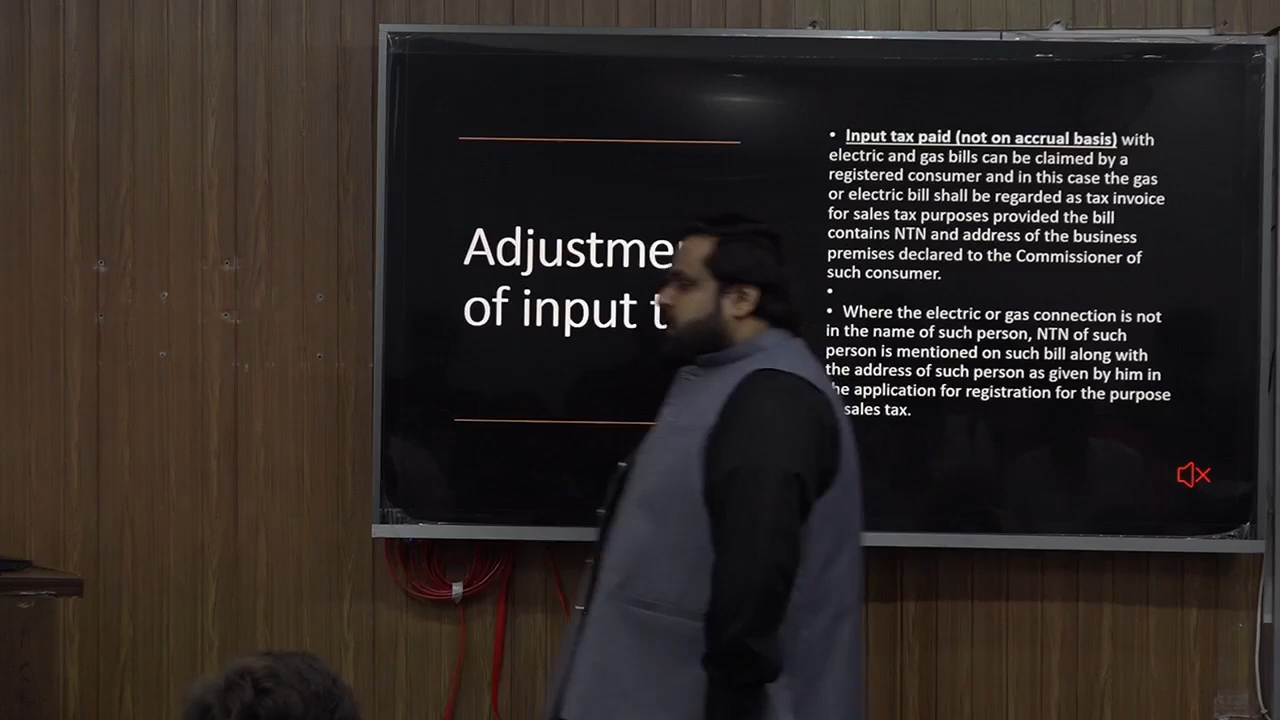 Adjustme
of input t
• Input tax paid (not on accrual basis) with
electric and gas bills can be claimed by a
registered consumer and in this case the gas
or electric bill shall be regarded as tax invoice
for sales tax purposes provided the bill
contains NTN and address of the business
premises declared to the Commissioner of
such consumer.
•
• Where the electric or gas connection is not
in the name of such person, NTN of such
person is mentioned on such bill along with
the address of such person as given by him in
he application for registration for the purpose
sales tax.